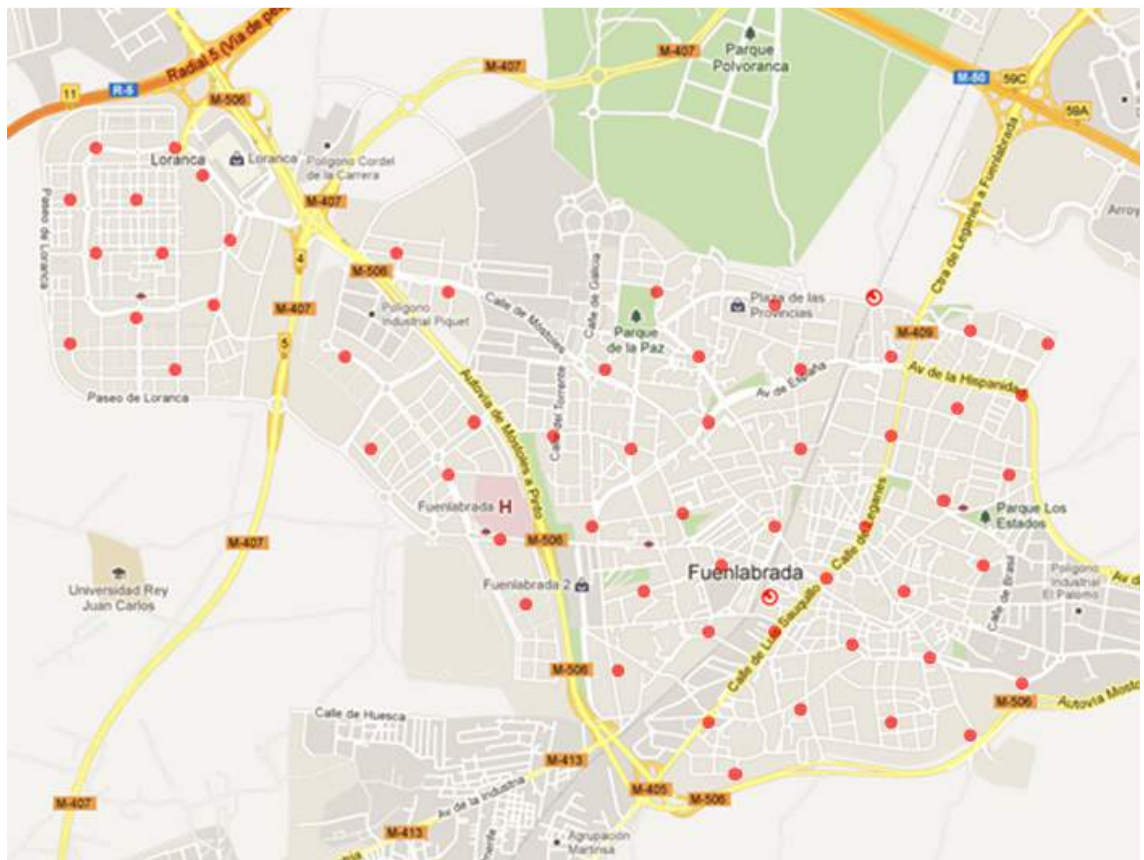 Radial 5 (Vía de pe
M-407
M-407
Parque
Polvoranca
M-50
59C
59A
11
R-5
M-506
Loranca
Loranca
Polígono Cordel
de la Carrera
M-407
Paseo de Loranca
4
M-506
M-407
Polígono
industrial Piquet
5
Calle de Móstoles
Calle de Galicia
Parque
de la Paz
Plaza de las
Provincias
M-409
Ctra de Leganés a Fuenlabrada
Arroy
Av de España
Av de la Hispanidad
Paseo de Loranca
Autovía de Móstoles a Pinto
Calle del Torrente
Fuenlabrada H
Calle de Leganés
Parque Los
Estados
M-407
M-506
Universidad Rey
Juan Carlos
Fuenlabrada 2
Fuenlabrada
Calle de Brasil
Av d
Polígono
Industrial
El Palomo
Calle de Luis Sauquillo
M-506
M-506
Autovía Mósto
Calle de Huesca
M-413
M-405
M-506
M-407
Av de la Industria
M-413
Agrupación
Martinsa